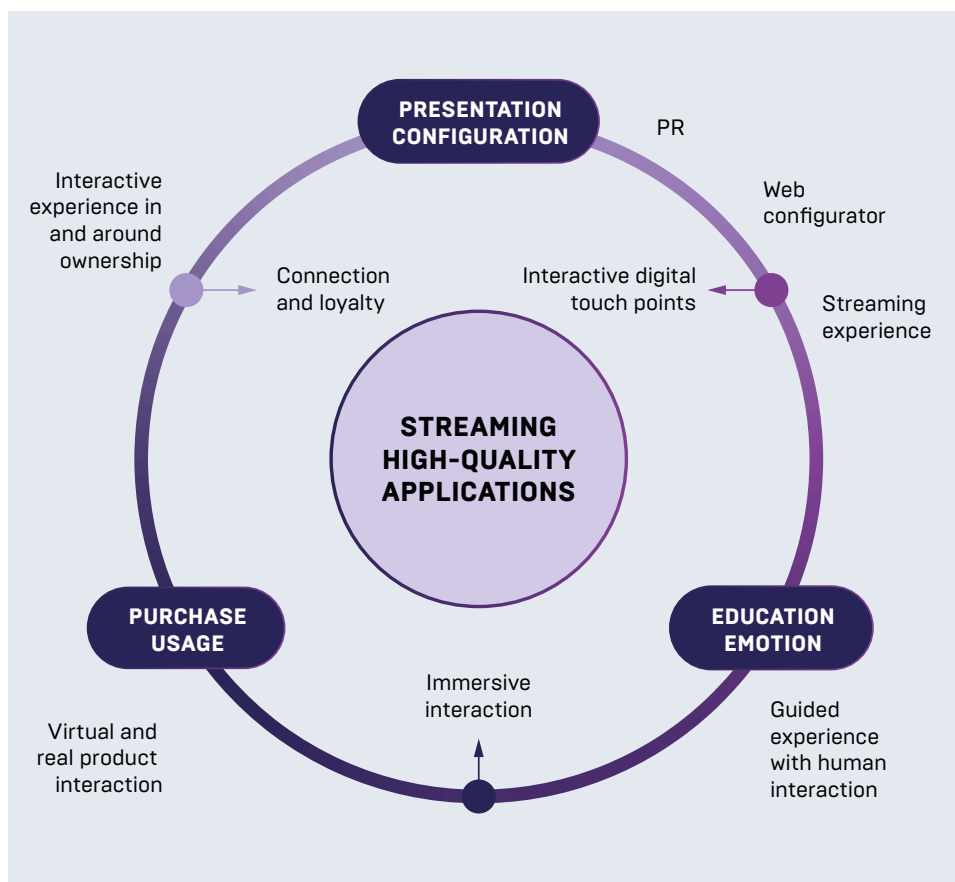 PRESENTATION
CONFIGURATION
PR
Web
configurator
Interactive
experience in
and around
ownership
Connection
and loyalty
Interactive digital
touch points
Streaming
experience
STREAMING
HIGH-QUALITY
APPLICATIONS
PURCHASE
USAGE
EDUCATION
EMOTION
Immersive
interaction
Virtual and
real product
interaction
Guided
experience
with human
interaction